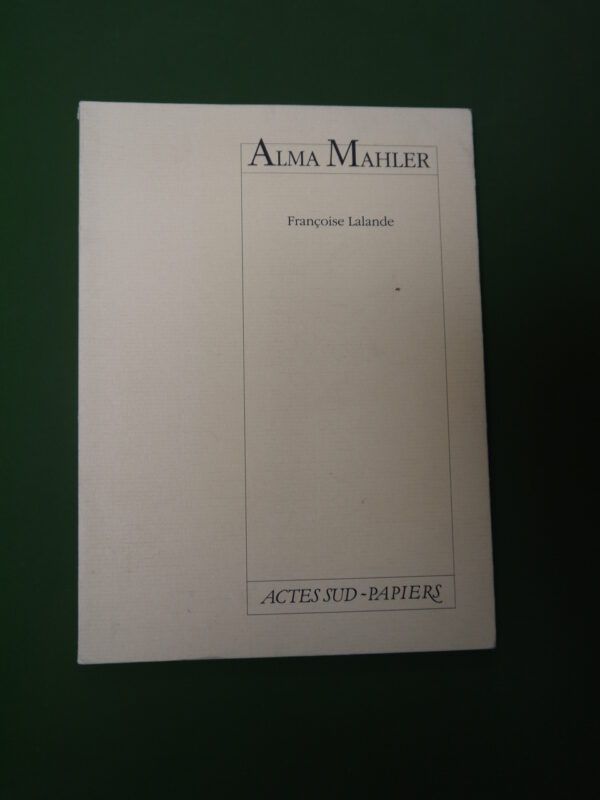 ALMA MAHLER
Françoise Lalande
ACTES SUD-PAPIERS